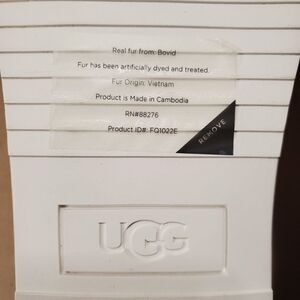 Real fur from: Bovid
Fur has been artificially dyed and treated.
Fur Origin: Vietnam
Product is Made in Cambodia
RN#88276
Product ID#: FQ1022E
REMOVE
UGG